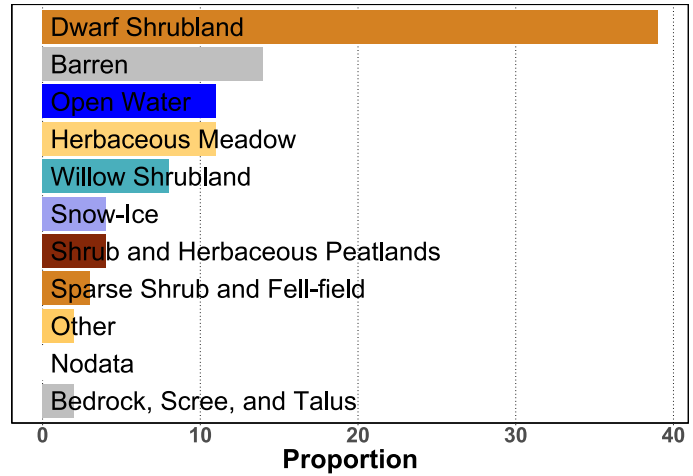 Dwarf Shrubland
Barren
Open Water
Herbaceous Meadow
Willow Shrubland
Snow-Ice
Shrub and Herbaceous Peatlands
Sparse Shrub and Fell-field
Other
Nodata
Bedrock, Scree, and Talus
0 10 20 30 40
Proportion